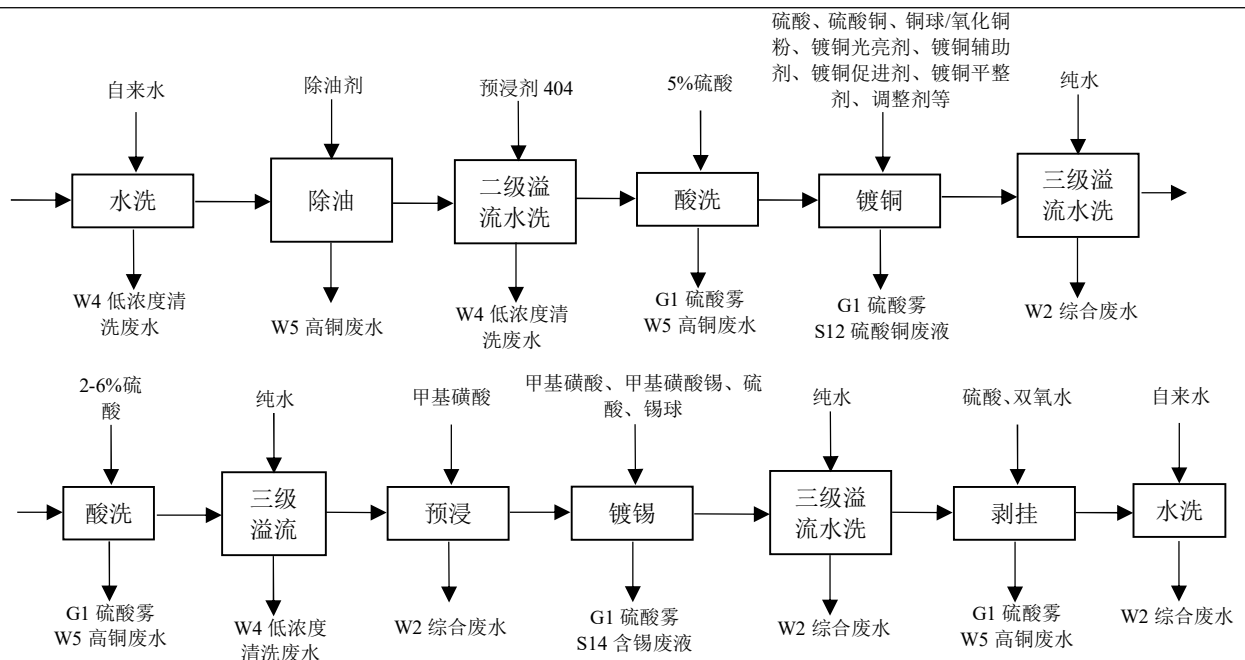 自来水
除油剂
预浸剂 404
5%硫酸
硫酸、硫酸铜、铜球/氧化铜
粉、镀铜光亮剂、镀铜辅助
剂、镀铜促进剂、镀铜平整
剂、调整剂等
纯水
水洗
除油
二级溢
流水洗
酸洗
镀铜
三级溢
流水洗
W4 低浓度清
洗废水
W5 高铜废水
W4 低浓度清
洗废水
G1 硫酸雾
W5 高铜废水
G1 硫酸雾
S12 硫酸铜废液
W2 综合废水
2-6%硫
酸
纯水
甲基磺酸
甲基磺酸、甲基磺酸锡、硫
酸、锡球
纯水
硫酸、双氧水
自来水
酸洗
三级
溢流
预浸
镀锡
三级溢
流水洗
剥挂
水洗
G1 硫酸雾
W5 高铜废水
W4 低浓度
清洗废水
W2 综合废水
G1 硫酸雾
S14 含锡废液
W2 综合废水
G1 硫酸雾
W5 高铜废水
W2 综合废水